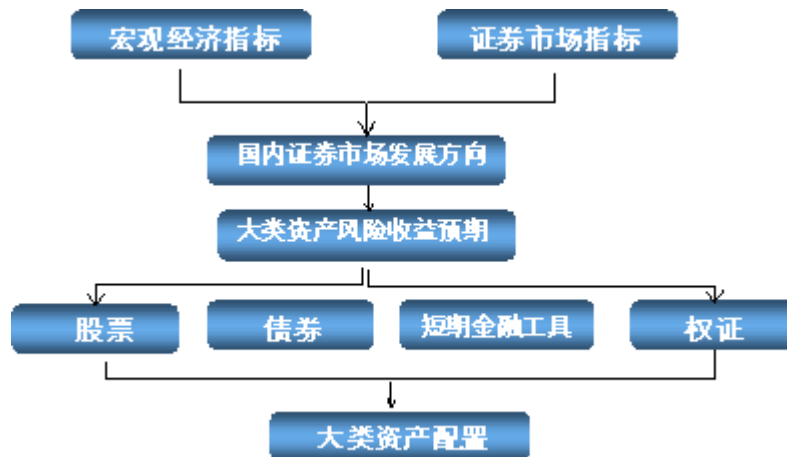 宏观经济指标
证券市场指标
国内证券市场发展方向
大类资产风险收益预期
股票
债券
短期金融工具
权证
大类资产配置